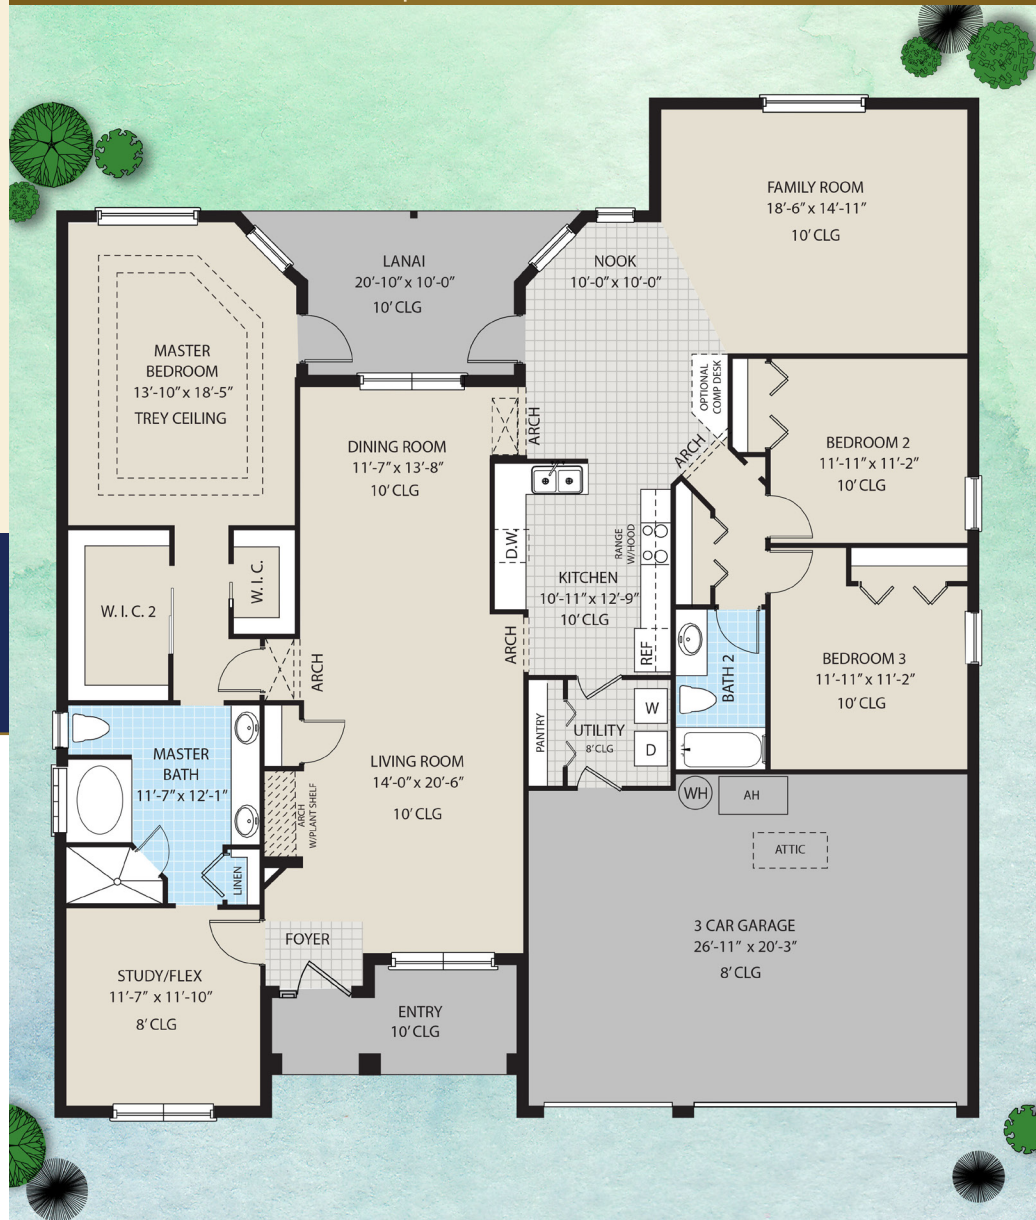 FAMILY ROOM
18'-6" x 14'-11"
10' CLG
LANAI
20'-10" x 10'-0"
10' CLG
NOOK
10'-0" x 10'-0"
MASTER
BEDROOM
13'-10" x 18'-5"
TREY CEILING
OPTIONAL
COMP DESK
ARCH
ARCH
DINING ROOM
11'-7" x 13'-8"
10' CLG
BEDROOM 2
11'-11" x 11'-2"
10' CLG
D.W.
RANGE
W/HOOD
KITCHEN
10'-11" x 12'-9"
10' CLG
W. I. C. 2
W. I. C.
ARCH
ARCH
REF
BATH 2
BEDROOM 3
11'-11" x 11'-2"
10' CLG
PANTRY
UTILITY
8' CLG
W
D
MASTER
BATH
11'-7" x 12'-1"
LIVING ROOM
14'-0" x 20'-6"
10' CLG
ARCH
W/PLANT SHELF
WH
AH
ATTIC
LINEN
FOYER
3 CAR GARAGE
26'-11" x 20'-3"
8' CLG
STUDY/FLEX
11'-7" x 11'-10"
8' CLG
ENTRY
10' CLG